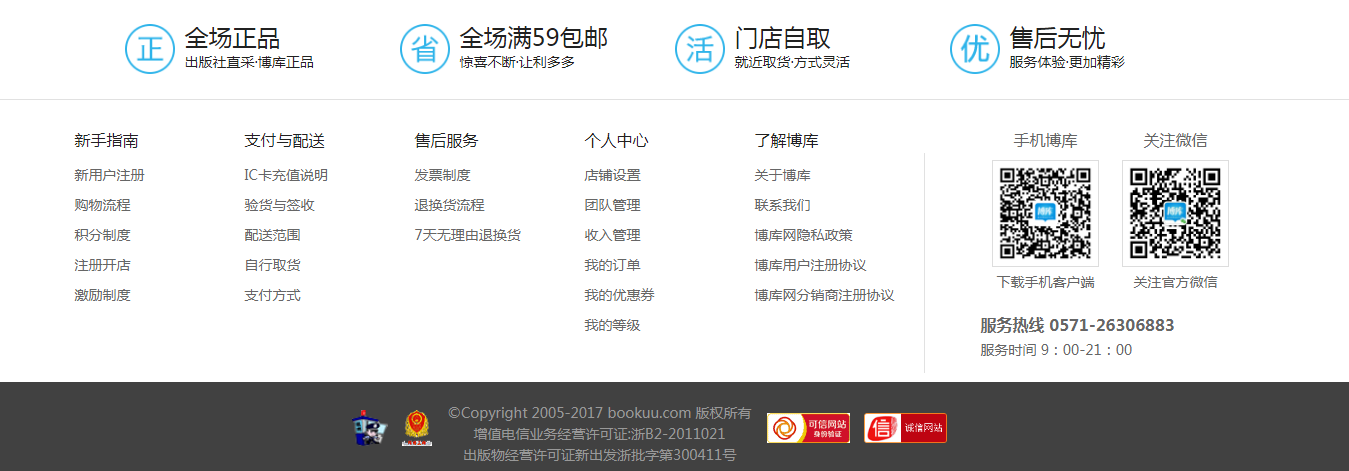 正
全场正品
出版社直采·博库正品
省
全场满59包邮
惊喜不断·让利多多
活
门店自取
就近取货·方式灵活
优
售后无忧
服务体验·更加精彩
新手指南
新用户注册
购物流程
积分制度
注册开店
激励制度
支付与配送
IC卡充值说明
验货与签收
配送范围
自行取货
支付方式
售后服务
发票制度
退换货流程
7天无理由退换货
个人中心
店铺设置
团队管理
收入管理
我的订单
我的优惠券
我的等级
了解博库
关于博库
联系我们
博库网隐私政策
博库用户注册协议
博库网分销商注册协议
手机博库
博库
下载手机客户端
关注微信
博库
关注官方微信
服务热线 0571-26306883
服务时间 9：00-21：00
©Copyright 2005-2017 bookuu.com 版权所有
增值电信业务经营许可证:浙B2-2011021
出版物经营许可证新出发浙批字第300411号
可信网站
身份验证
信
诚信网站